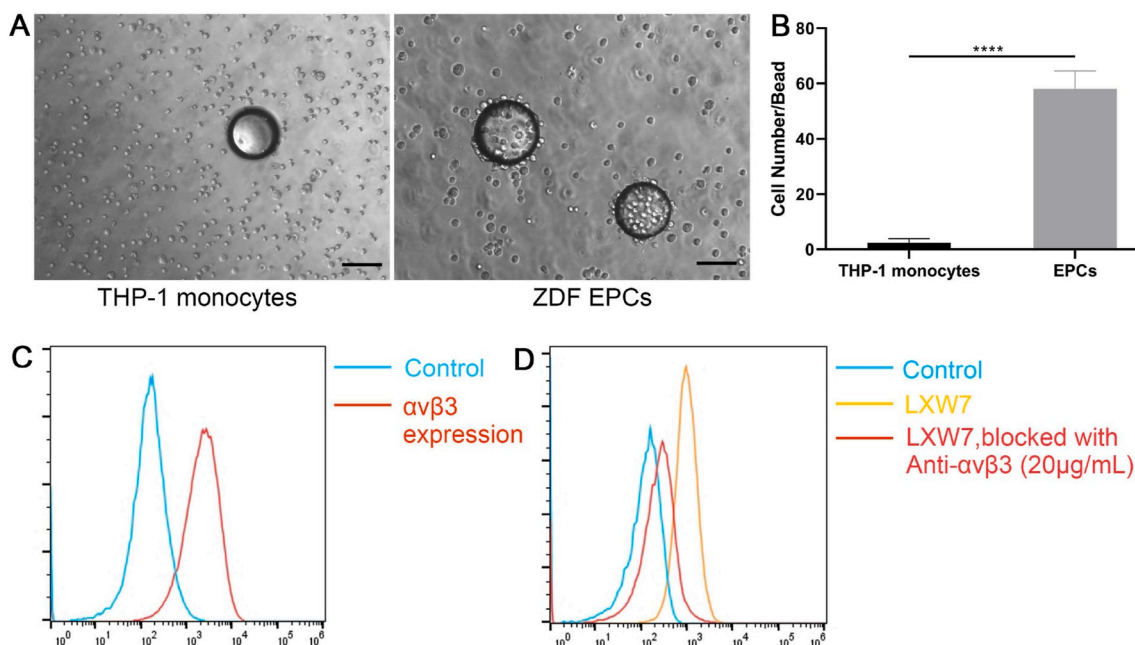 A
THP-1 monocytes
ZDF EPCs
B
Cell Number/Bead
80
60
40
20
0
****
THP-1 monocytes
EPCs
C
Control
αvβ3
expression
10⁰ 10¹ 10² 10³ 10⁴ 10⁵ 10⁶
D
Control
LXW7
LXW7,blocked with
Anti-αvβ3 (20µg/mL)
10⁰ 10¹ 10² 10³ 10⁴ 10⁵ 10⁶